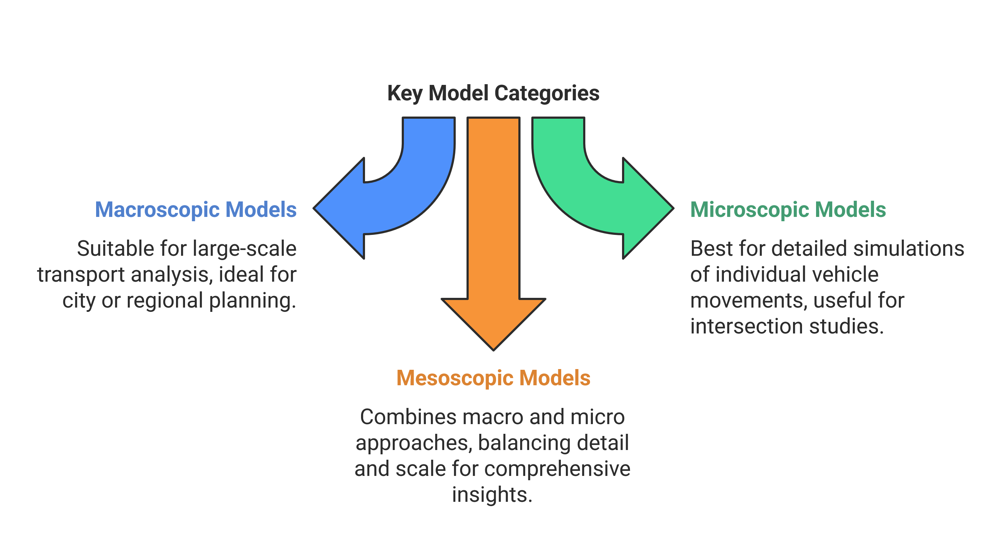 Key Model Categories
Macroscopic Models
Suitable for large-scale
transport analysis, ideal for
city or regional planning.
Microscopic Models
Best for detailed simulations
of individual vehicle
movements, useful for
intersection studies.
Mesoscopic Models
Combines macro and micro
approaches, balancing detail
and scale for comprehensive
insights.